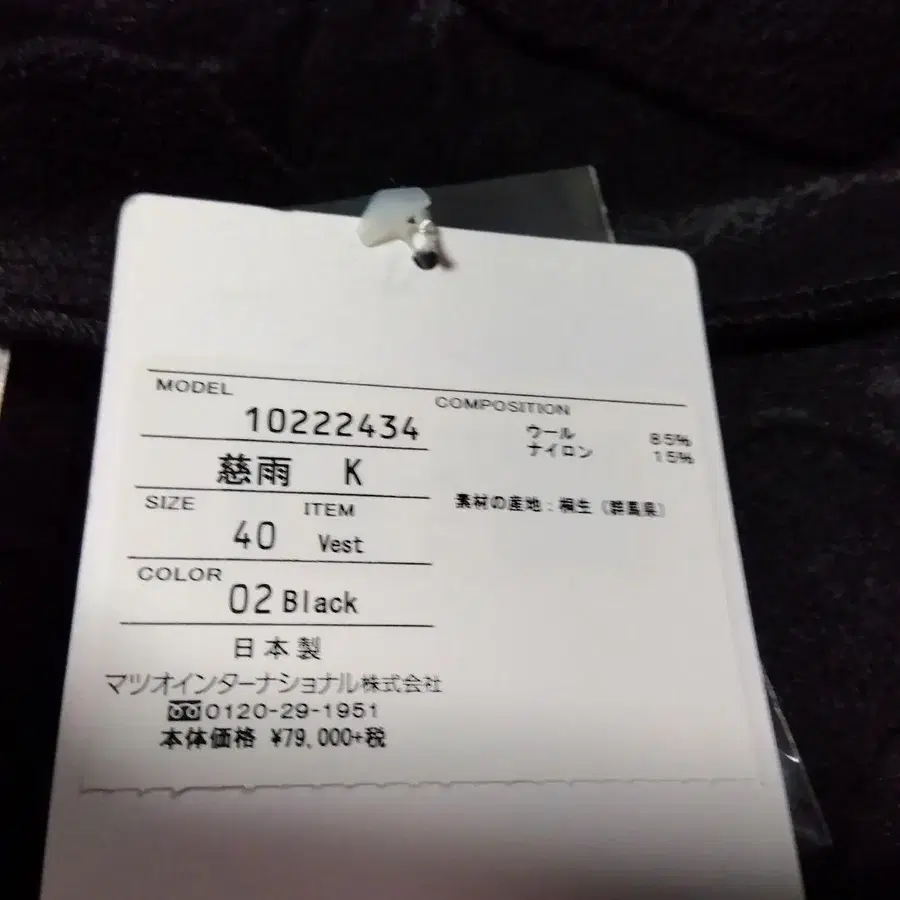 MODEL
10222434
慈雨 K
SIZE ITEM
40 Vest
COLOR
02 Black
日本製
マツオインターナショナル株式会社
0120-29-1951
本体価格 ¥79,000+税
COMPOSITION
ウール 85%
ナイロン 15%
素材の産地：桐生（群馬県）